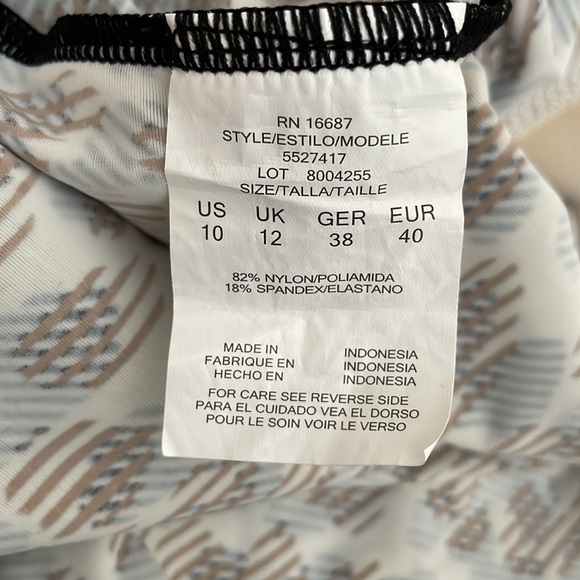 RN 16687
STYLE/ESTILO/MODELE
5527417
LOT 8004255
SIZE/TALLA/TAILLE
US UK GER EUR
10 12 38 40
82% NYLON/POLIAMIDA
18% SPANDEX/ELASTANO
MADE IN INDONESIA
FABRIQUE EN INDONESIA
HECHO EN INDONESIA
FOR CARE SEE REVERSE SIDE
PARA EL CUIDADO VEA EL DORSO
POUR LE SOIN VOIR LE VERSO